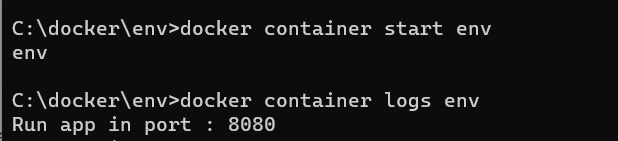 C:\docker\env>docker container start env
env
C:\docker\env>docker container logs env
Run app in port : 8080